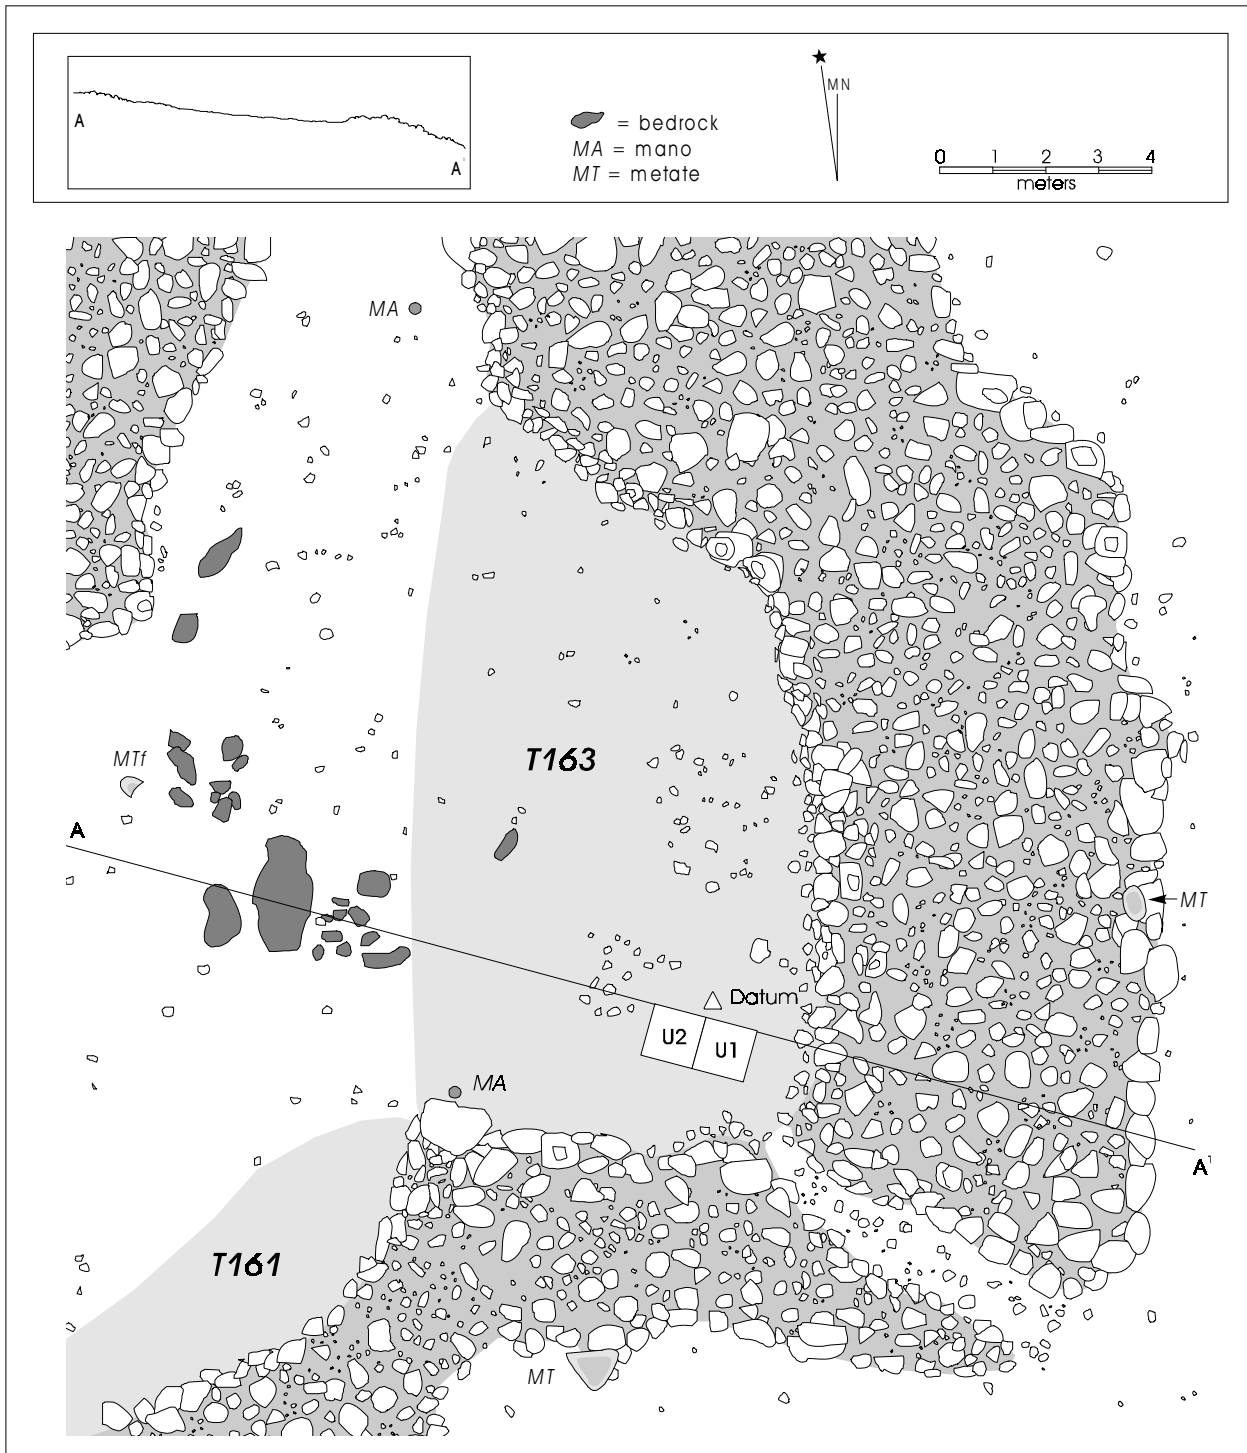 MN
A
A'
= bedrock
MA = mano
MT = metate
0 1 2 3 4
meters
MA
T163
MTf
A
MT
Datum
U2 U1
MA
A'
T161
MT